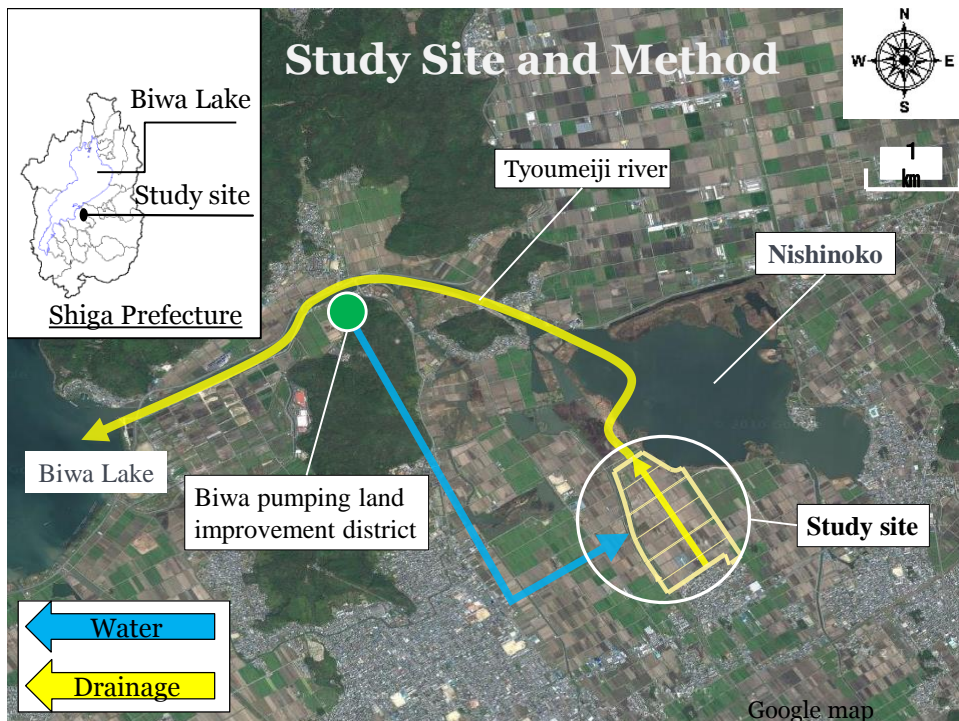 Study Site and Method
N
W
E
S
1
km
Biwa Lake
Study site
Shiga Prefecture
Tyoumeiji river
Nishinoko
Biwa Lake
Biwa pumping land
improvement district
Study site
Water
Drainage
Google map